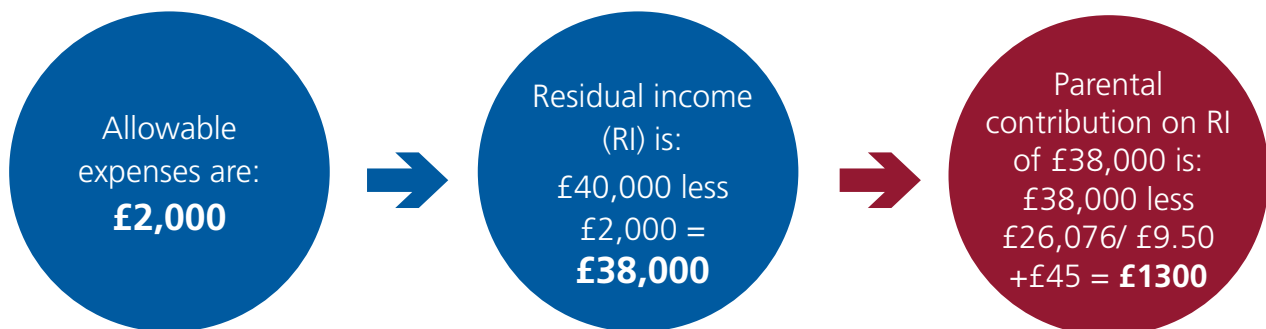 Allowable
expenses are:
£2,000
Residual income
(RI) is:
£40,000 less
£2,000 =
£38,000
Parental
contribution on RI
of £38,000 is:
£38,000 less
£26,076/ £9.50
+£45 = £1300